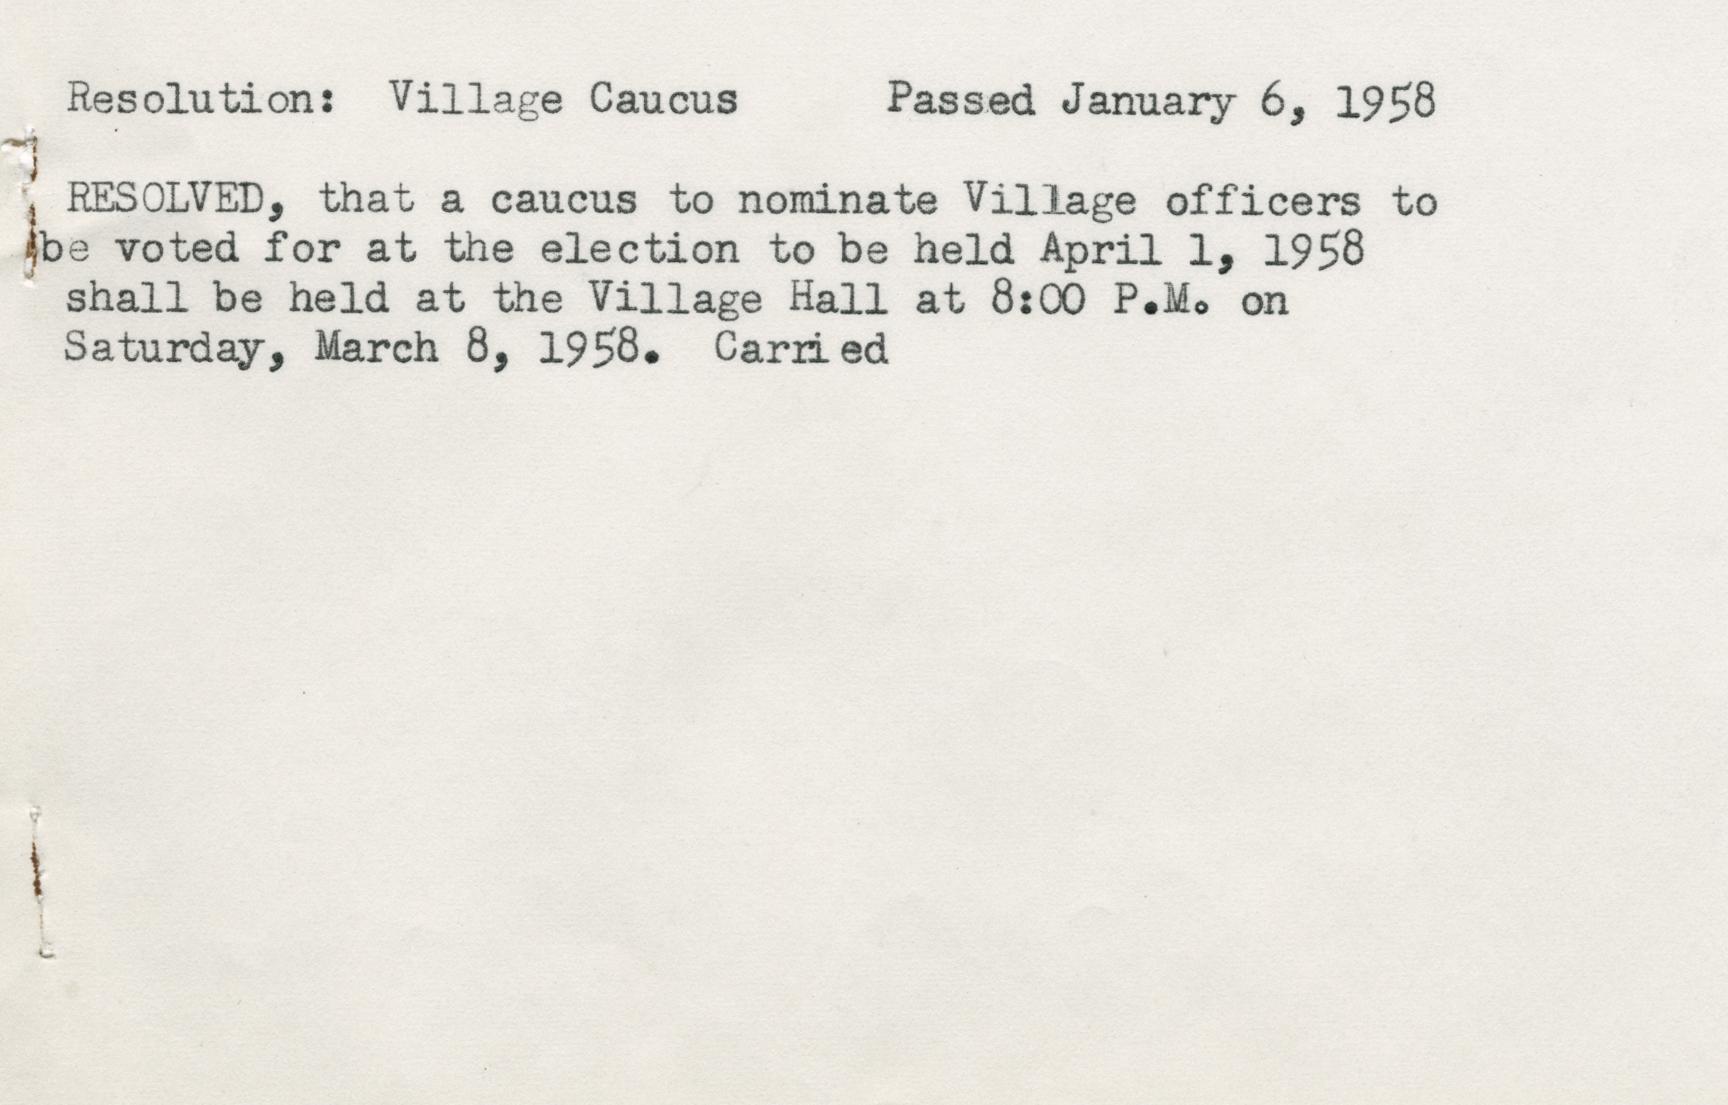 Resolution: Village Caucus Passed January 6, 1958
RESOLVED, that a caucus to nominate Village officers to
be voted for at the election to be held April 1, 1958
shall be held at the Village Hall at 8:00 P.M. on
Saturday, March 8, 1958. Carried